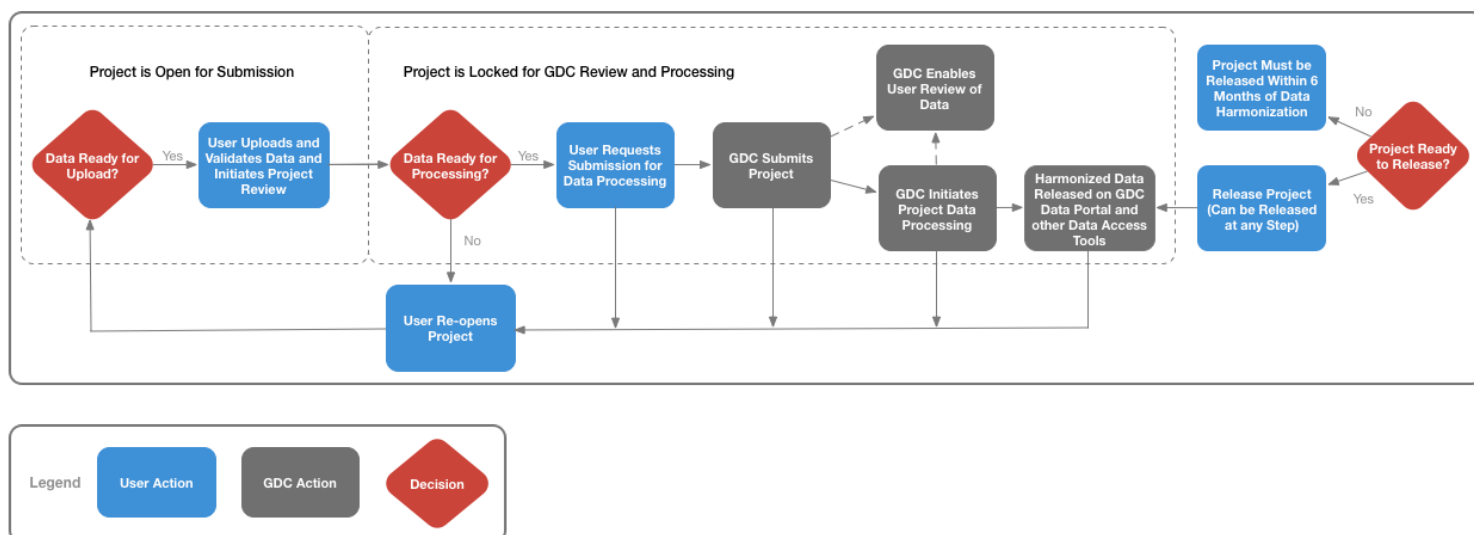 Project is Open for Submission
Project is Locked for GDC Review and Processing
Data Ready for
Upload?
Yes
User Uploads and
Validates Data and
Initiates Project
Review
Data Ready for
Processing?
Yes
No
User Requests
Submission for
Data Processing
GDC Submits
Project
GDC Enables
User Review of
Data
GDC Initiates
Project Data
Processing
Harmonized Data
Released on GDC
Data Portal and
other Data Access
Tools
Project Must be
Released Within 6
Months of Data
Harmonization
Release Project
(Can be Released
at any Step)
No
Project Ready
to Release?
Yes
User Re-opens
Project
Legend
User Action
GDC Action
Decision